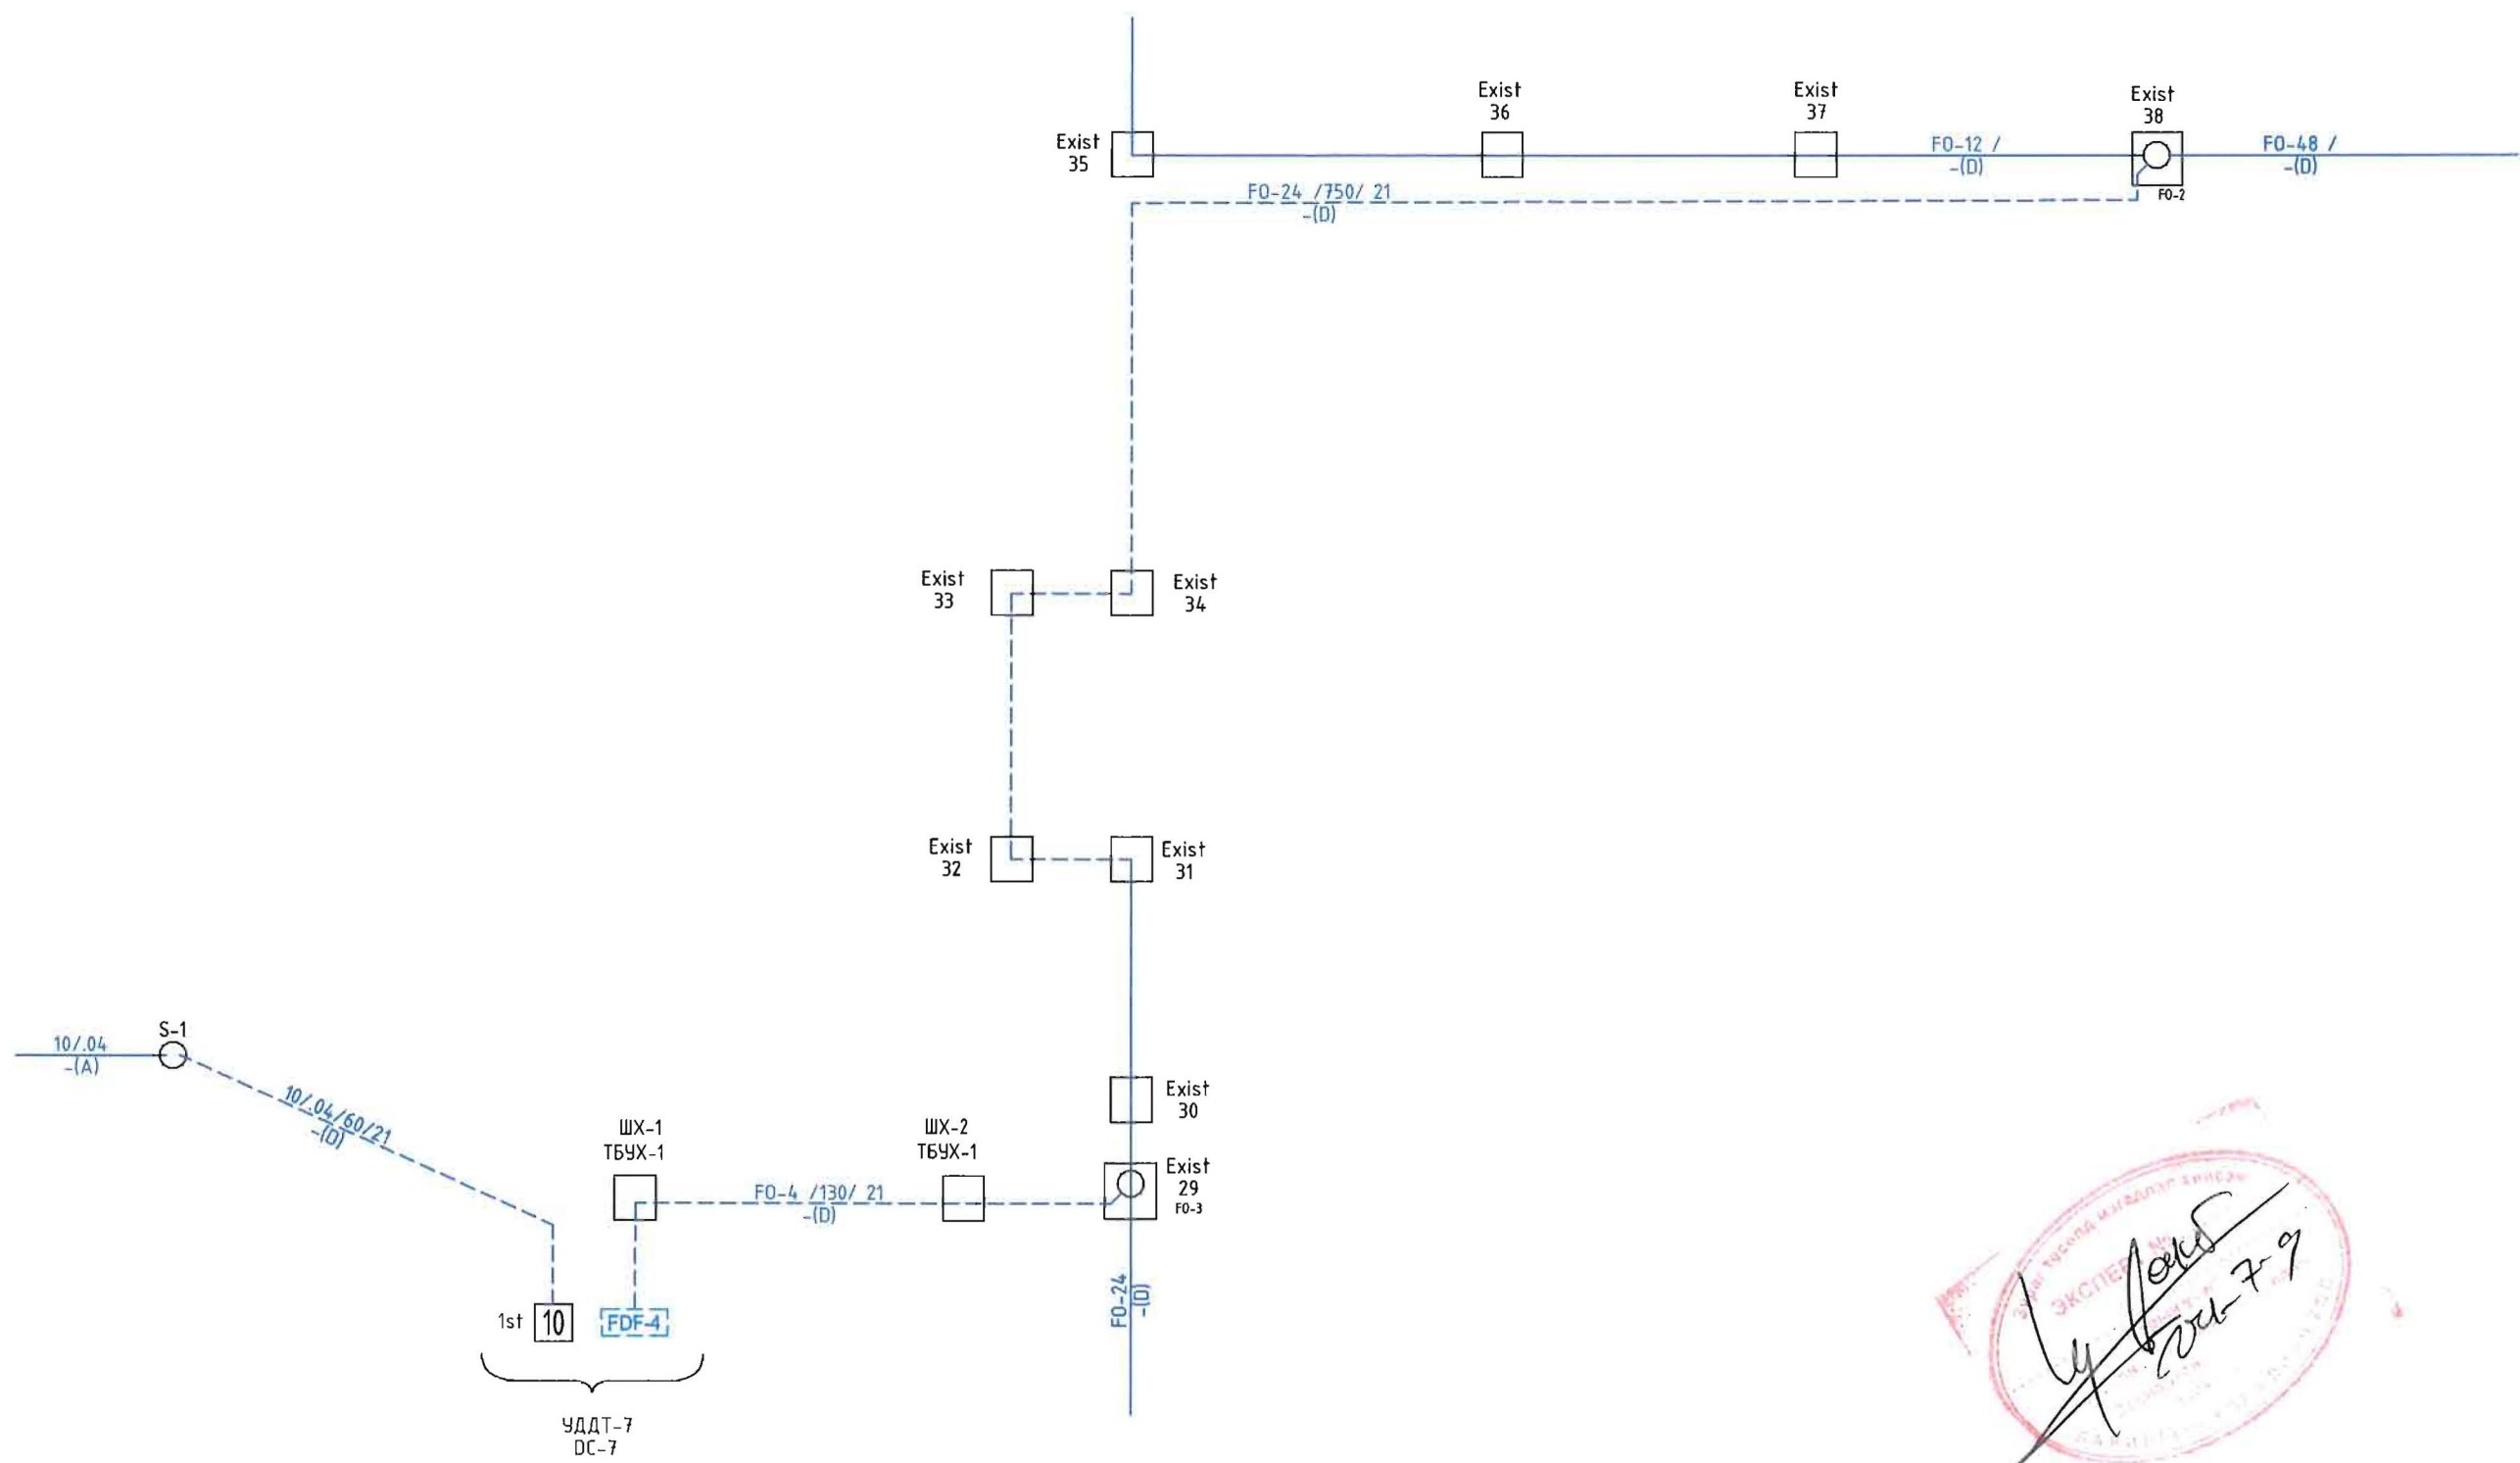 Exist
35
Exist
36
Exist
37
Exist
38
FO-2
FO-12 /
-(D)
FO-48 /
-(D)
FO-24 /750/ 21
-(D)
Exist
33
Exist
34
Exist
32
Exist
31
S-1
10/.04
-(A)
10/.04/60/21
-(D)
ШХ-1
ТБУХ-1
ШХ-2
ТБУХ-1
Exist
30
Exist
29
FO-3
FO-4 /130/ 21
-(D)
FO-24
-(D)
1st 10
FDF-4
УДДТ-7
DC-7
ЭКСПЕРТ